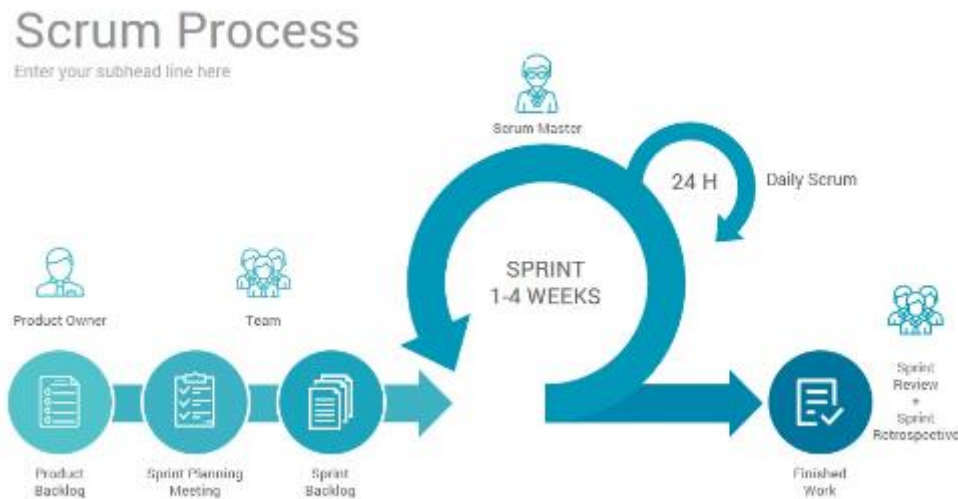 Scrum Process
Enter your subhead line here
Scrum Master
24 H
Daily Scrum
SPRINT
1-4 WEEKS
Product Owner
Team
Sprint
Review
+
Sprint
Retrospective
Product
Backlog
Sprint Planning
Meeting
Sprint
Backlog
Finished
Work